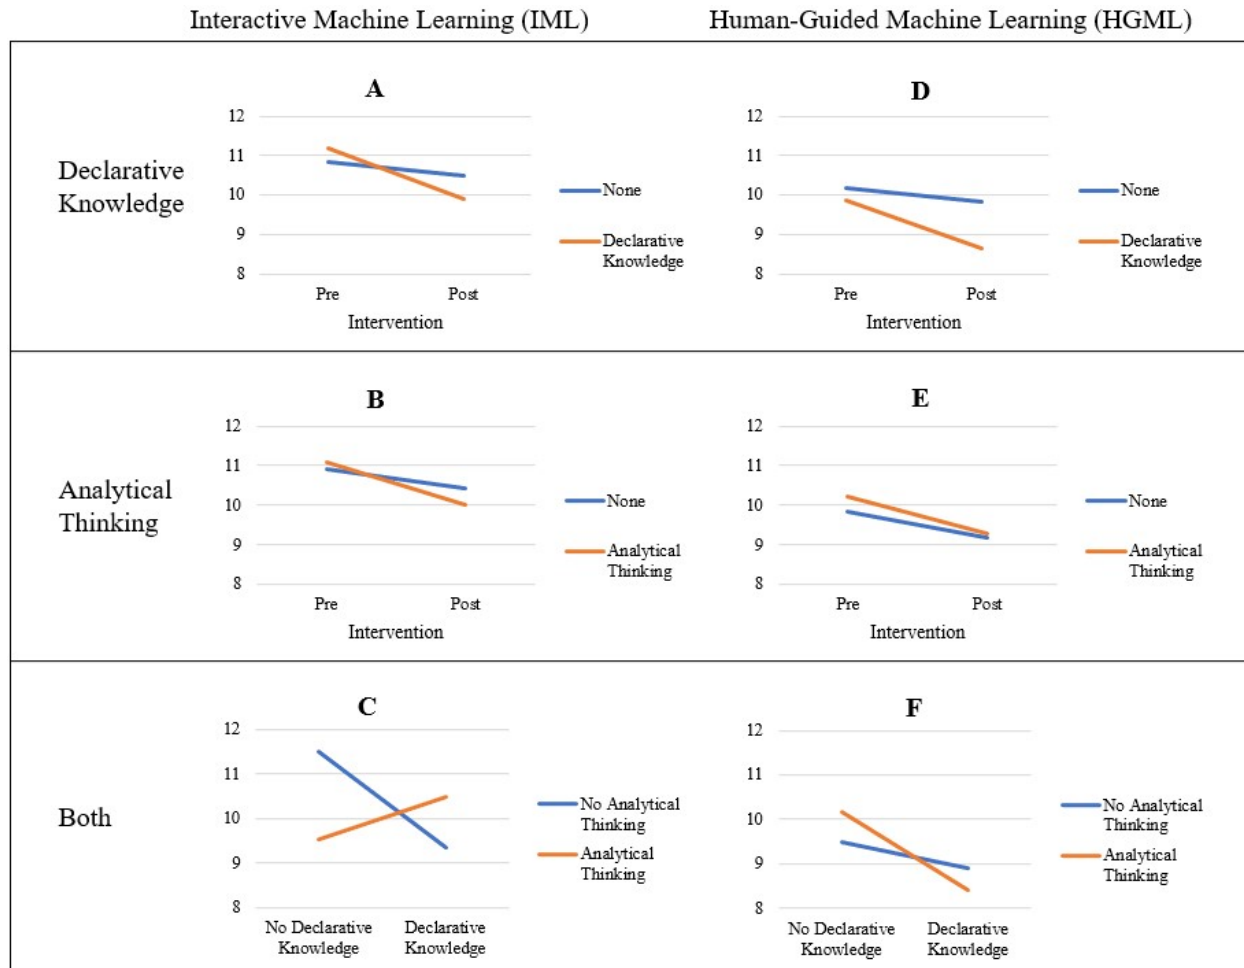 Interactive Machine Learning (IML)
Human-Guided Machine Learning (HGML)
Declarative
Knowledge
A
12
11
10
9
8
Pre
Post
Intervention
None
Declarative
Knowledge
D
12
11
10
9
8
Pre
Post
Intervention
None
Declarative
Knowledge
Analytical
Thinking
B
12
11
10
9
8
Pre
Post
Intervention
None
Analytical
Thinking
E
12
11
10
9
8
Pre
Post
Intervention
None
Analytical
Thinking
Both
C
12
11
10
9
8
No Declarative
Knowledge
Declarative
Knowledge
No Analytical
Thinking
Analytical
Thinking
F
12
11
10
9
8
No Declarative
Knowledge
Declarative
Knowledge
No Analytical
Thinking
Analytical
Thinking